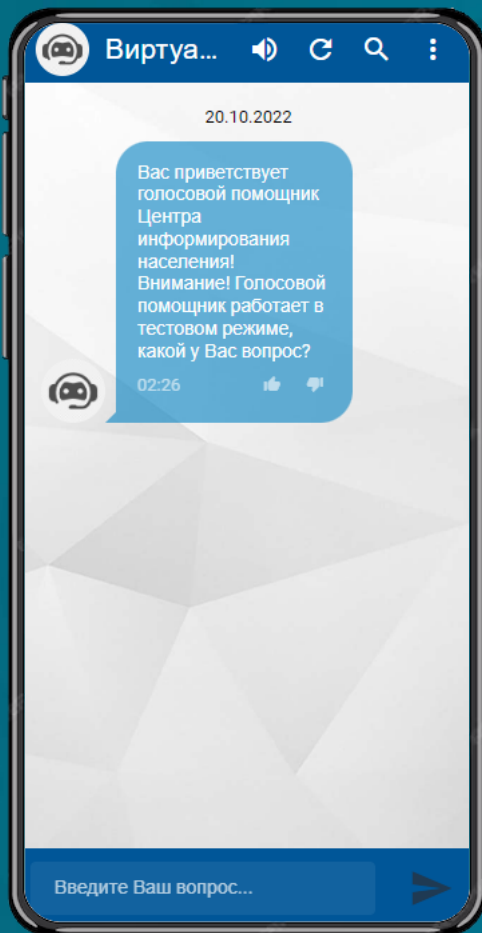 Виртуа...
20.10.2022
Вас приветствует
голосовой помощник
Центра
информирования
населения!
Внимание! Голосовой
помощник работает в
тестовом режиме,
какой у Вас вопрос?
02:26
Введите Ваш вопрос...